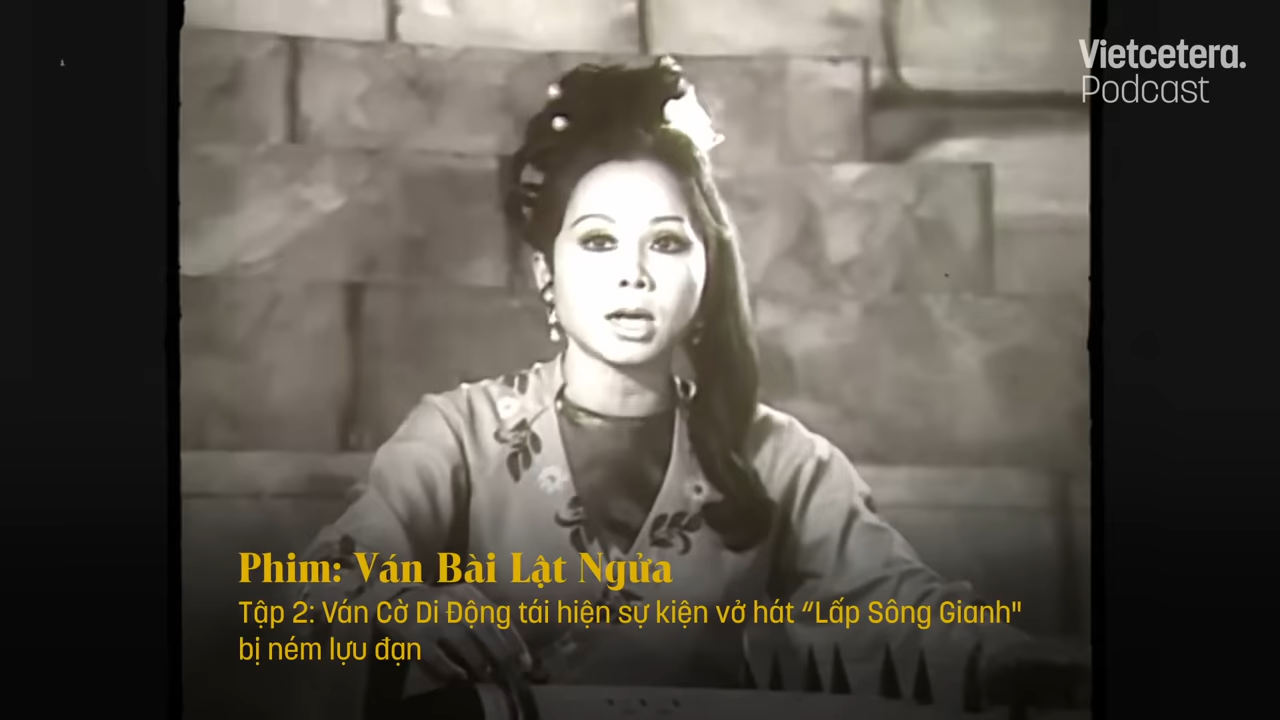 Vietcetera.
Podcast
Phim: Ván Bài Lật Ngửa
Tập 2: Ván Cờ Di Động tái hiện sự kiện vở hát “Lấp Sông Gianh"
bị ném lựu đạn